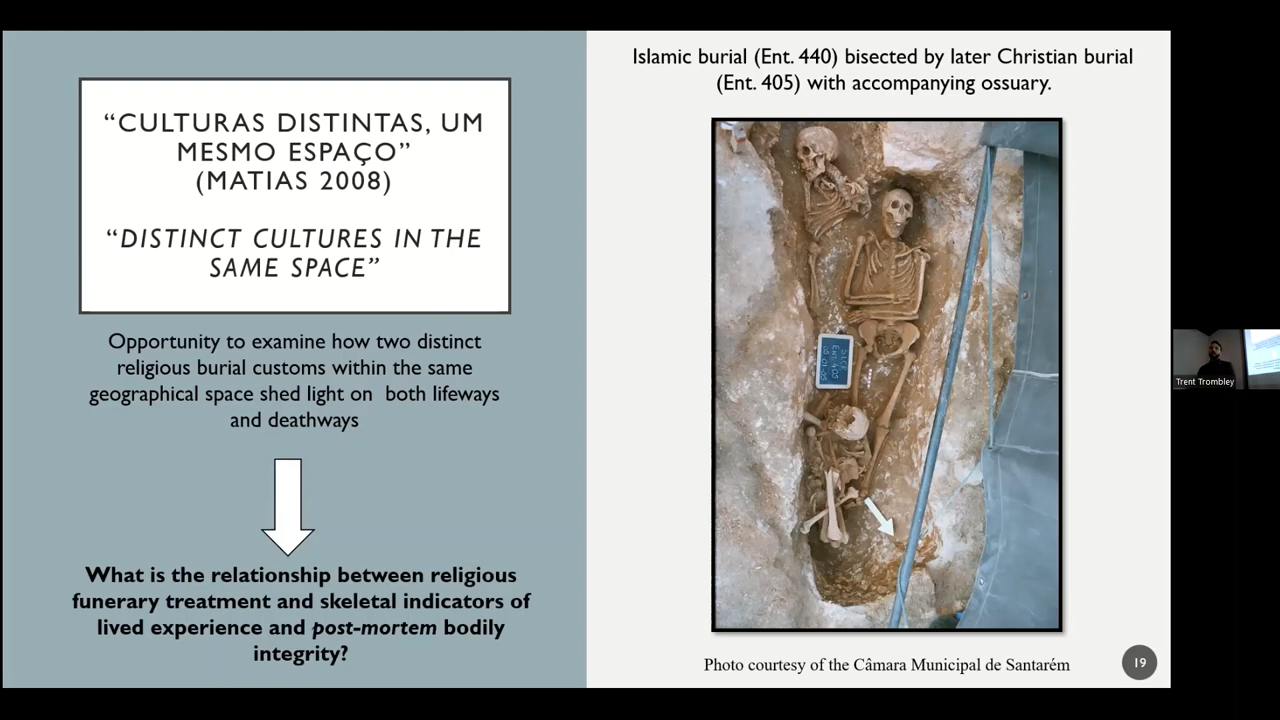 “CULTURAS DISTINTAS, UM
MESMO ESPAÇO”
(MATIAS 2008)
“DISTINCT CULTURES IN THE
SAME SPACE”
Opportunity to examine how two distinct
religious burial customs within the same
geographical space shed light on both lifeways
and deathways
What is the relationship between religious
funerary treatment and skeletal indicators of
lived experience and post-mortem bodily
integrity?
Islamic burial (Ent. 440) bisected by later Christian burial
(Ent. 405) with accompanying ossuary.
Photo courtesy of the Câmara Municipal de Santarém
19
Trent Trombley